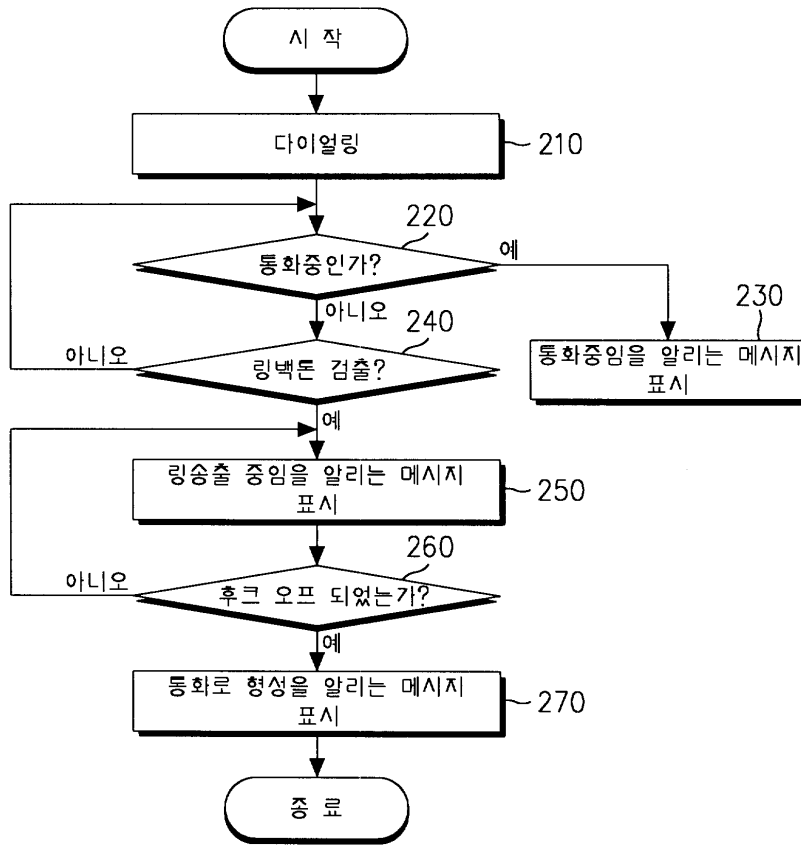 시 작
다이얼링
210
220
통화중인가?
예
아니오
230
통화중임을 알리는 메시지
표시
240
아니오
링백톤 검출?
예
링송출 중임을 알리는 메시지
표시
250
260
아니오
후크 오프 되었는가?
예
통화로 형성을 알리는 메시지
표시
270
종 료